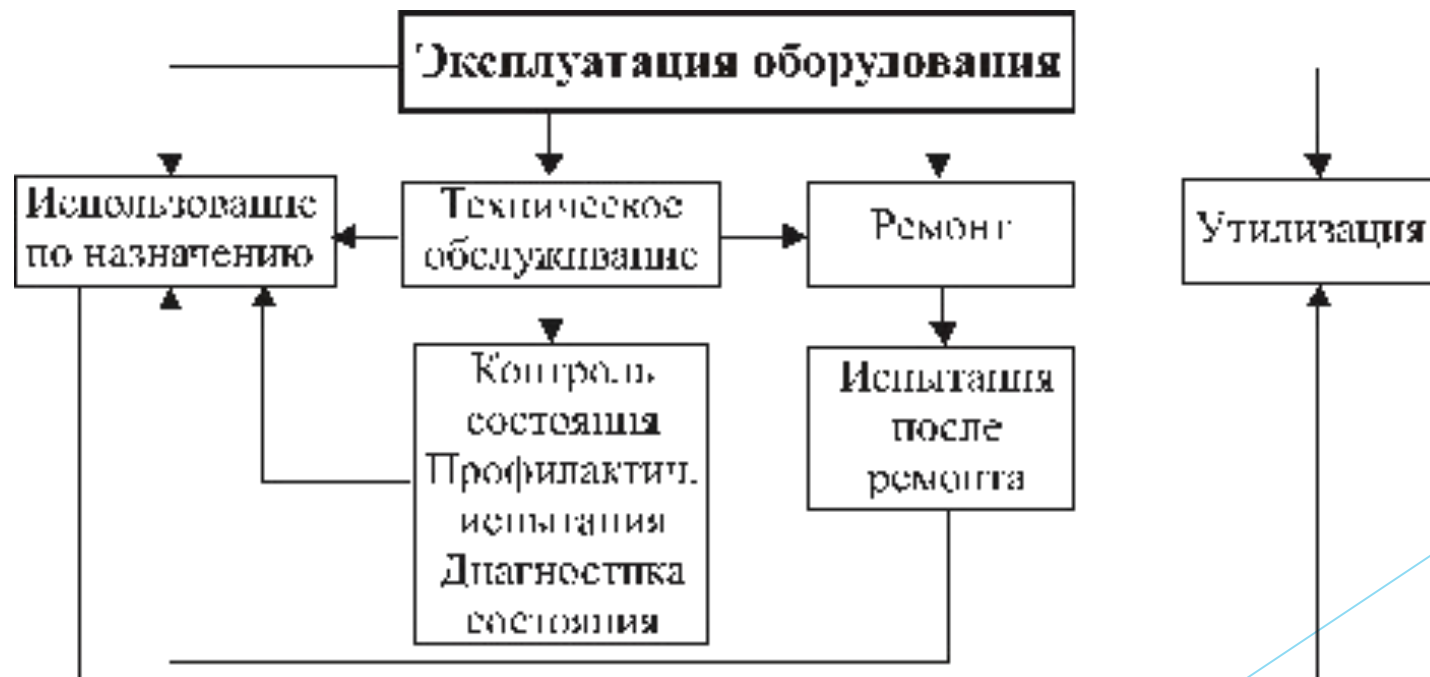 Эксплуатация оборудования
Использование
по назначению
Техническое
обслуживание
Ремонт
Утилизация
Контроль
состояния
Профилактич.
испытания
Диагностика
состояния
Испытания
после
ремонта